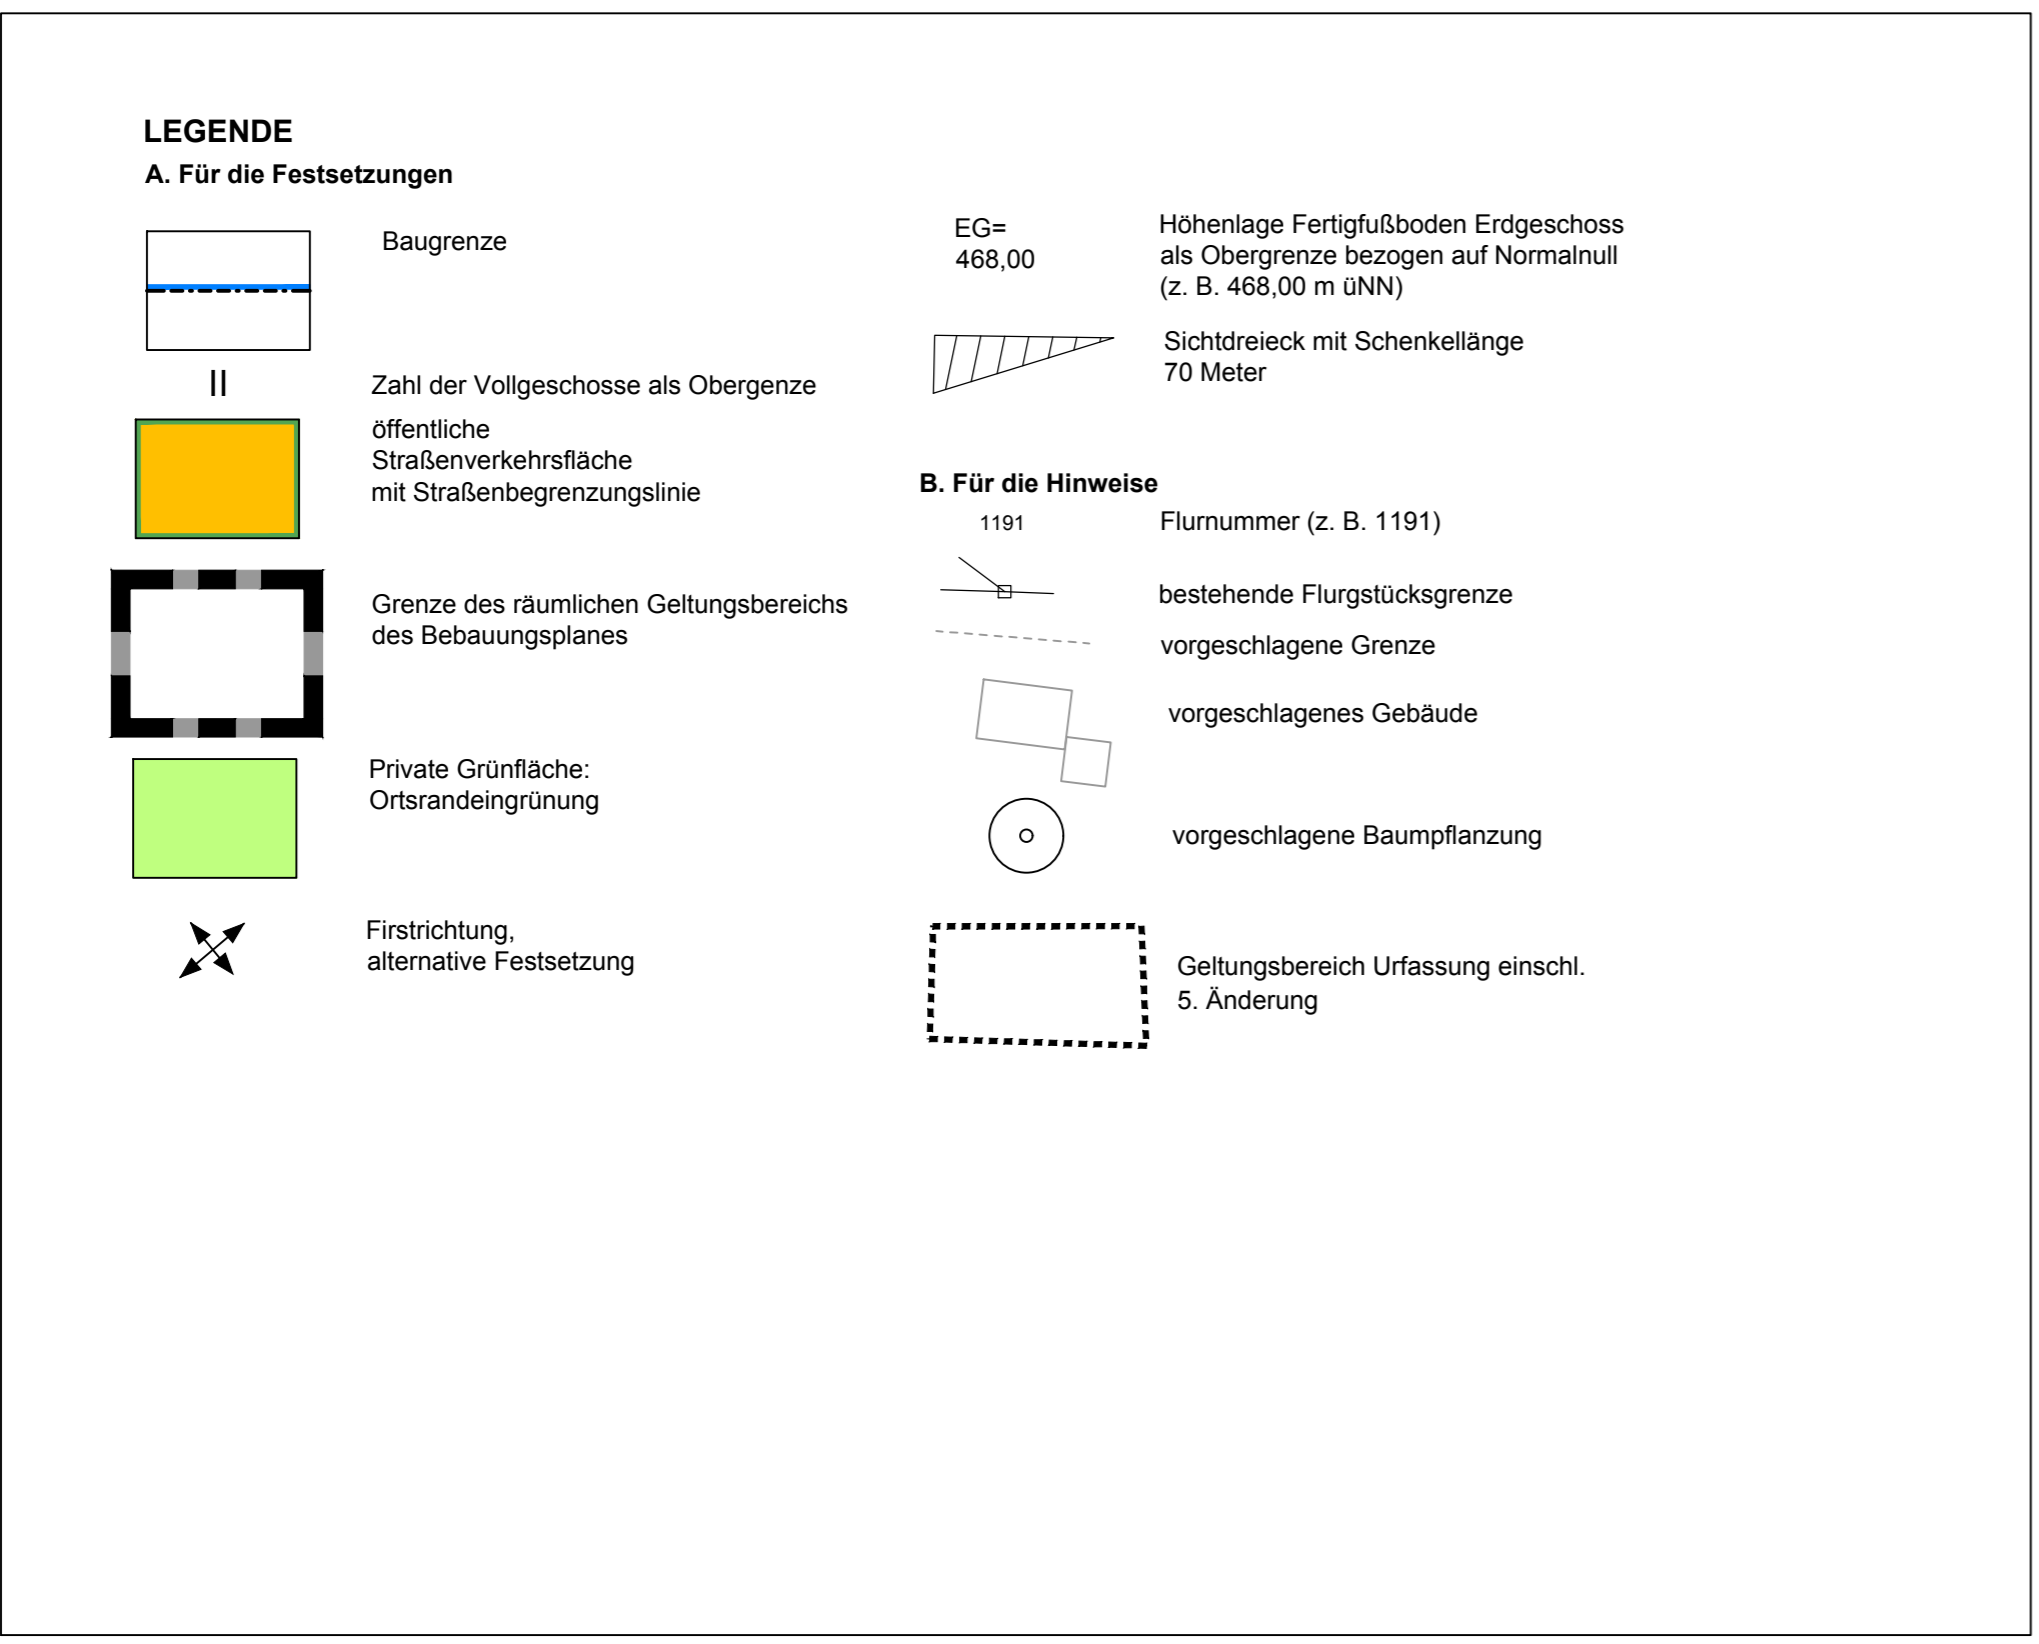 LEGENDE
A. Für die Festsetzungen
Baugrenze
II
Zahl der Vollgeschosse als Obergenze
öffentliche
Straßenverkehrsfläche
mit Straßenbegrenzungslinie
Grenze des räumlichen Geltungsbereichs
des Bebauungsplanes
Private Grünfläche:
Ortsrandeingrünung
Firstrichtung,
alternative Festsetzung
EG=
468,00
Höhenlage Fertigfußboden Erdgeschoss
als Obergrenze bezogen auf Normalnull
(z. B. 468,00 m üNN)
Sichtdreieck mit Schenkellänge
70 Meter
B. Für die Hinweise
1191
Flurnummer (z. B. 1191)
bestehende Flurgstücksgrenze
vorgeschlagene Grenze
vorgeschlagenes Gebäude
vorgeschlagene Baumpflanzung
Geltungsbereich Urfassung einschl.
5. Änderung